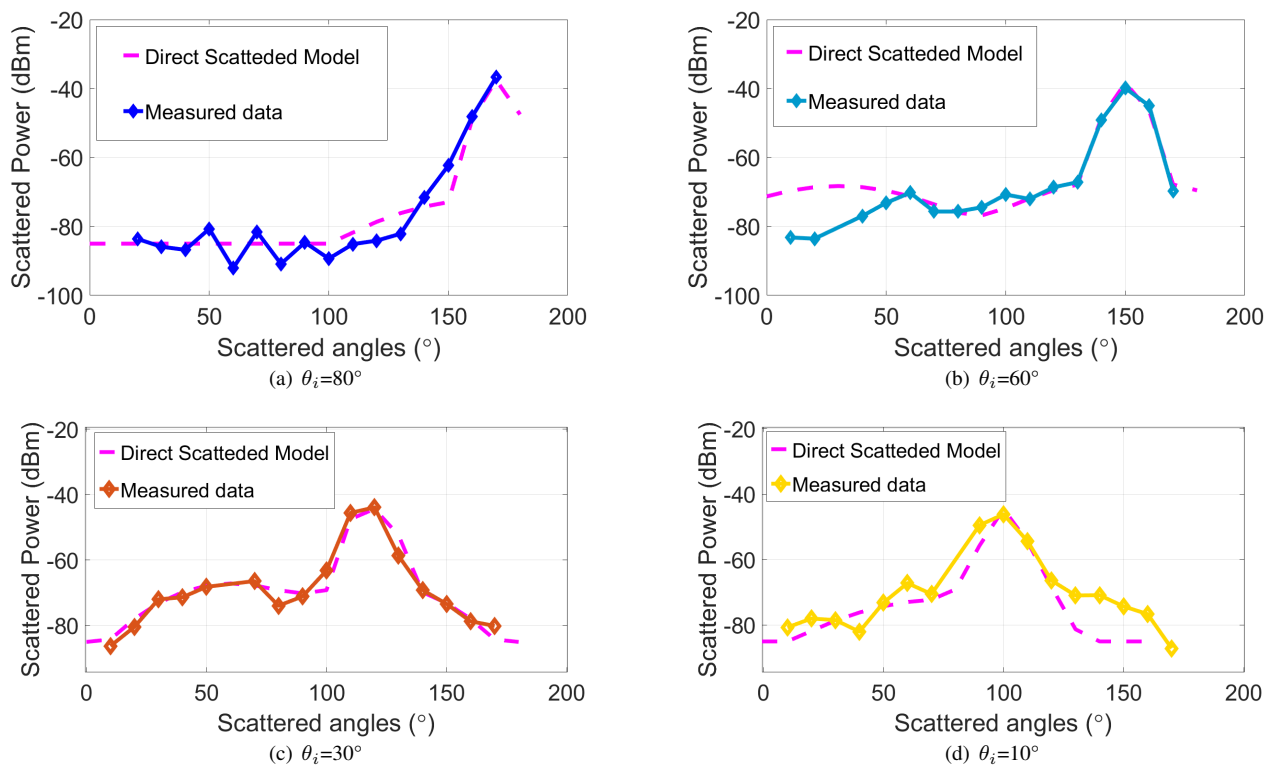 Scattered Power (dBm)
-20
-40
-60
-80
-100
Direct Scatteded Model
Measured data
0 50 100 150 200
Scattered angles (°)
(a) θi=80°
Scattered Power (dBm)
-20
-40
-60
-80
-100
Direct Scatteded Model
Measured data
0 50 100 150 200
Scattered angles (°)
(b) θi=60°
Scattered Power (dBm)
-20
-40
-60
-80
Direct Scatteded Model
Measured data
0 50 100 150 200
Scattered angles (°)
(c) θi=30°
Scattered Power (dBm)
-20
-40
-60
-80
Direct Scatteded Model
Measured data
0 50 100 150 200
Scattered angles (°)
(d) θi=10°